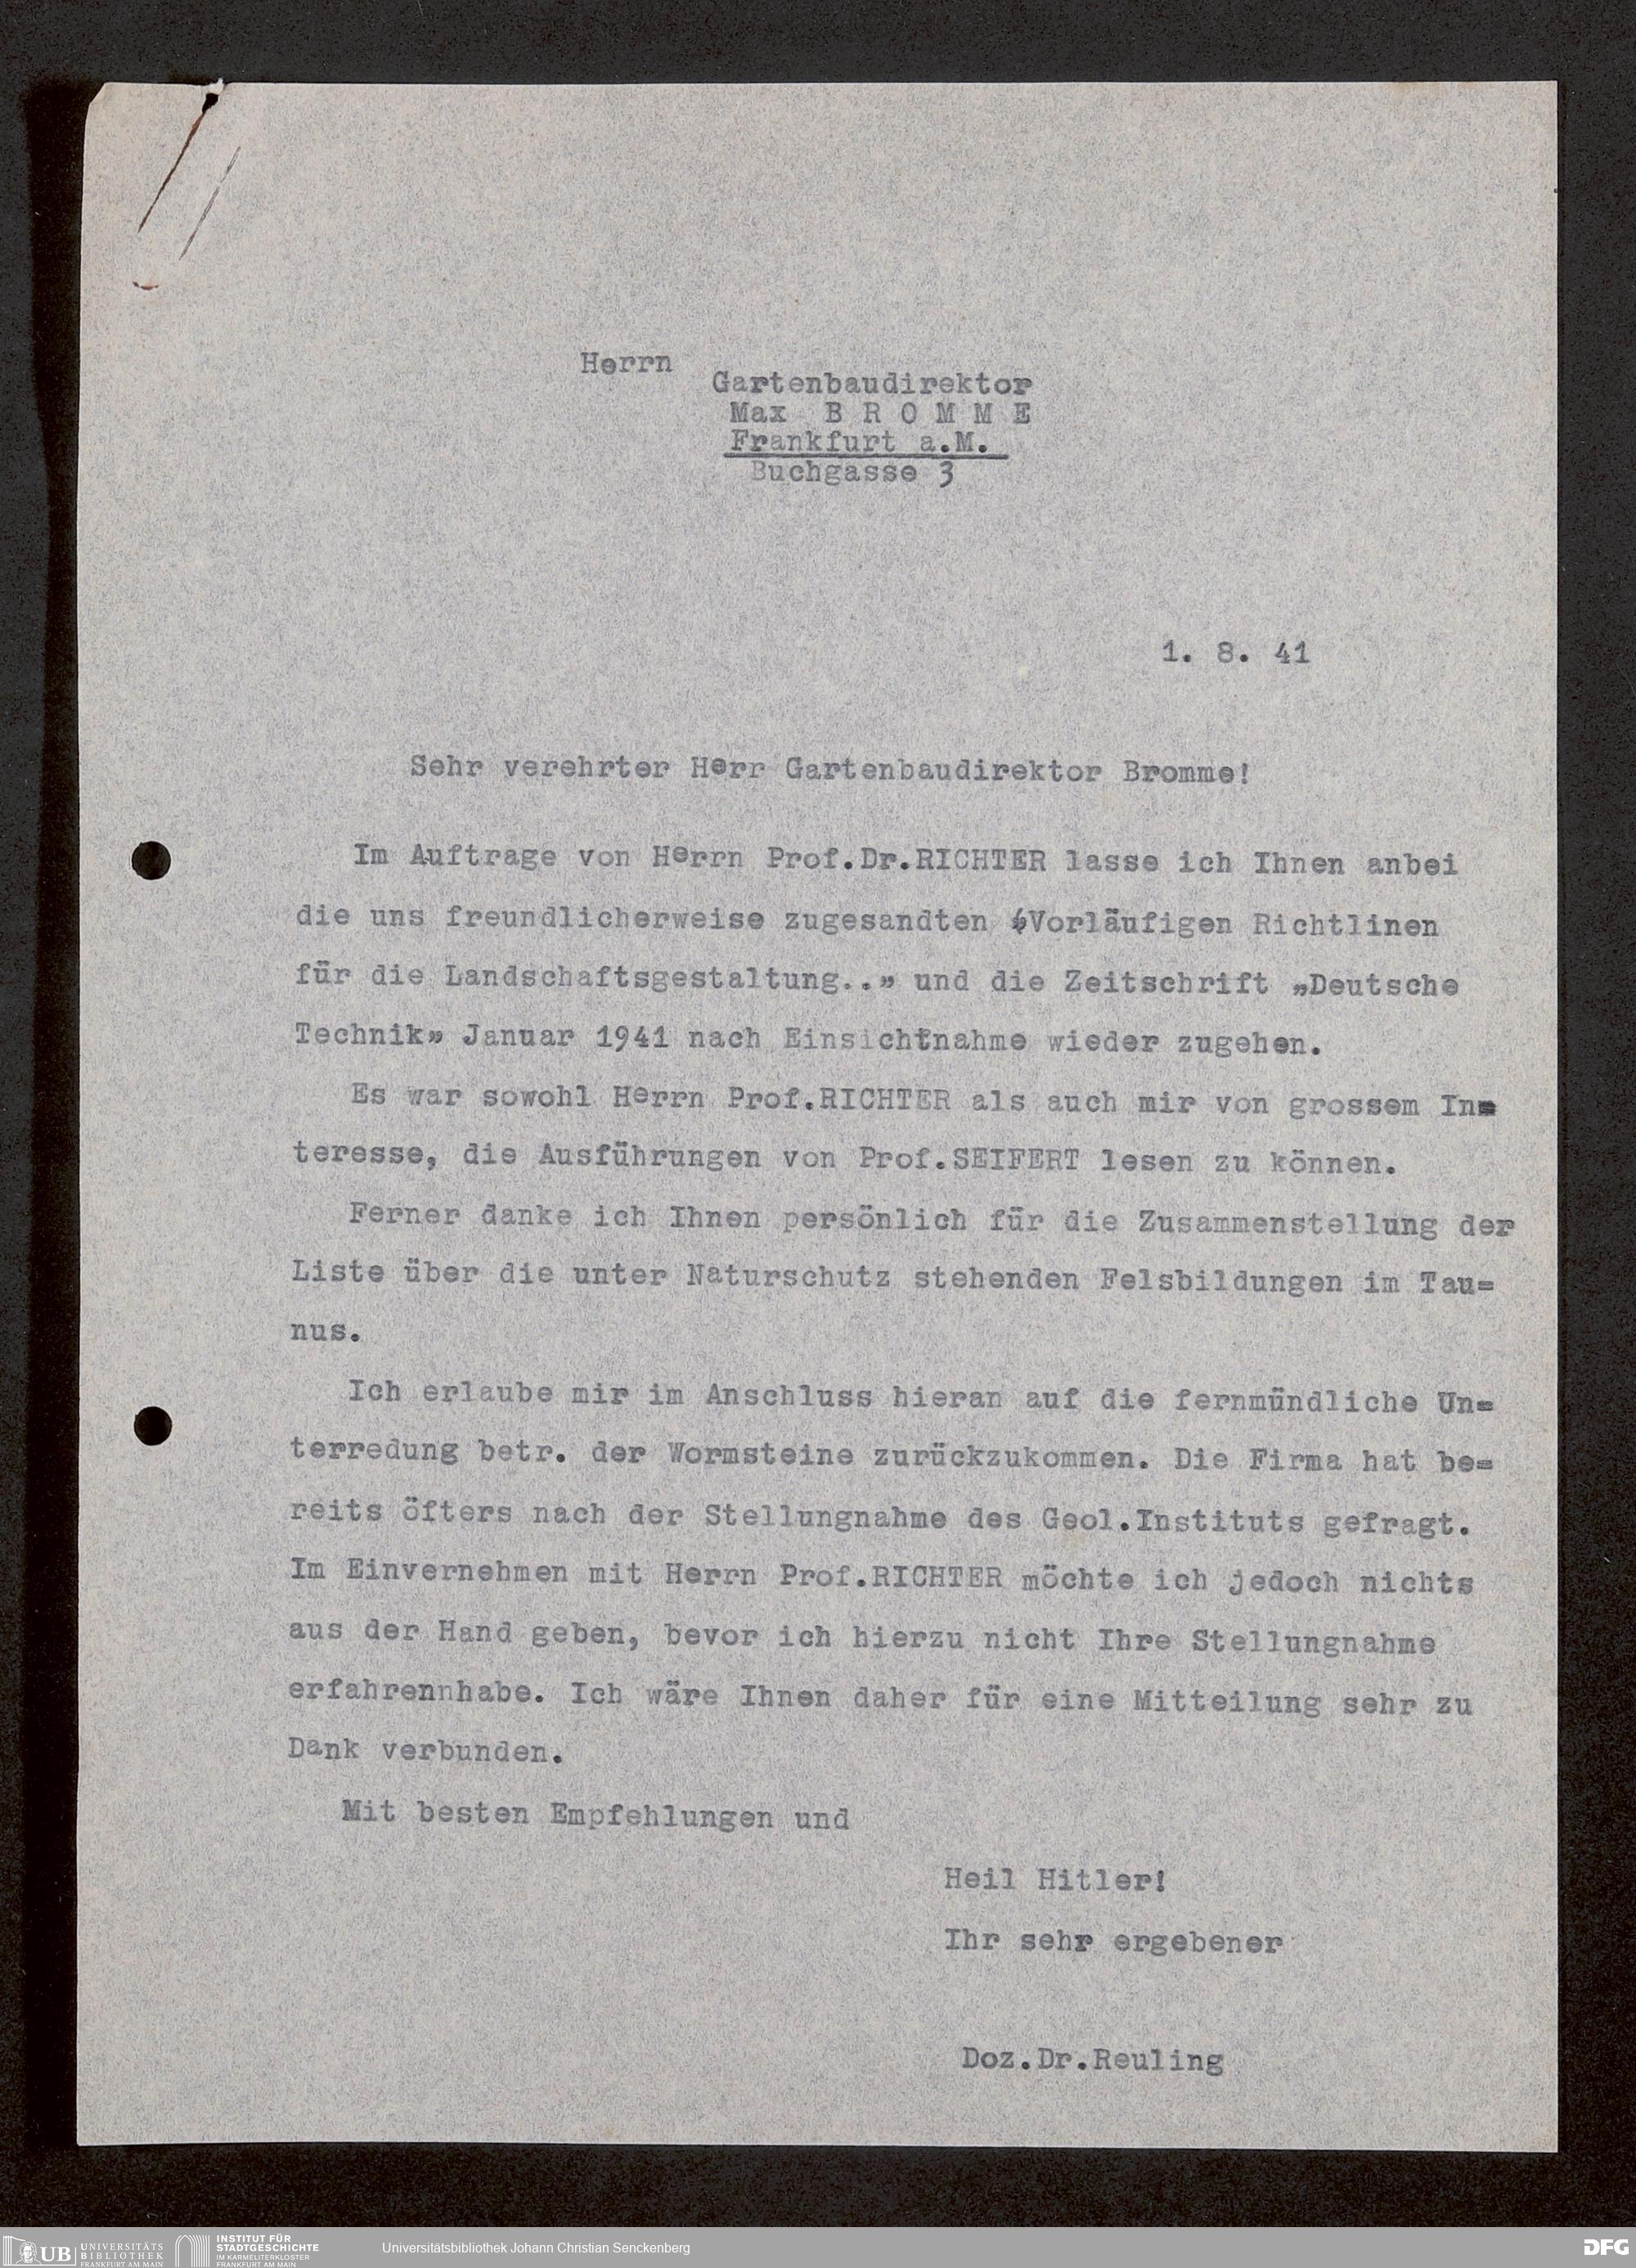 Herrn
Gartenbaudirektor
Max B R O M M E
Frankfurt a.M.
Buchgasse 3
1. 8. 41
Sehr verehrter Herr Gartenbaudirektor Bromme!
Im Auftrage von Herrn Prof.Dr.RICHTER lasse ich Ihnen anbei
die uns freundlicherweise zugesandten „Vorläufigen Richtlinen
für die Landschaftsgestaltung..” und die Zeitschrift „Deutsche
Technik” Januar 1941 nach Einsichtnahme wieder zugehen.
Es war sowohl Herrn Prof.RICHTER als auch mir von grossem In=
teresse, die Ausführungen von Prof.SEIFERT lesen zu können.
Ferner danke ich Ihnen persönlich für die Zusammenstellung der
Liste über die unter Naturschutz stehenden Felsbildungen im Tau=
nus.
Ich erlaube mir im Anschluss hieran auf die fernmündliche Un=
terredung betr. der Wormsteine zurückzukommen. Die Firma hat be=
reits öfters nach der Stellungnahme des Geol.Instituts gefragt.
Im Einvernehmen mit Herrn Prof.RICHTER möchte ich jedoch nichts
aus der Hand geben, bevor ich hierzu nicht Ihre Stellungnahme
erfahrennhabe. Ich wäre Ihnen daher für eine Mitteilung sehr zu
Dank verbunden.
Mit besten Empfehlungen und
Heil Hitler!
Ihr sehr ergebener
Doz.Dr.Reuling
UB UNIVERSITÄTS
BIBLIOTHEK
FRANKFURT AM MAIN
INSTITUT FÜR
STADTGESCHICHTE
IM KARMELITERKLOSTER
FRANKFURT AM MAIN
Universitätsbibliothek Johann Christian Senckenberg
DFG